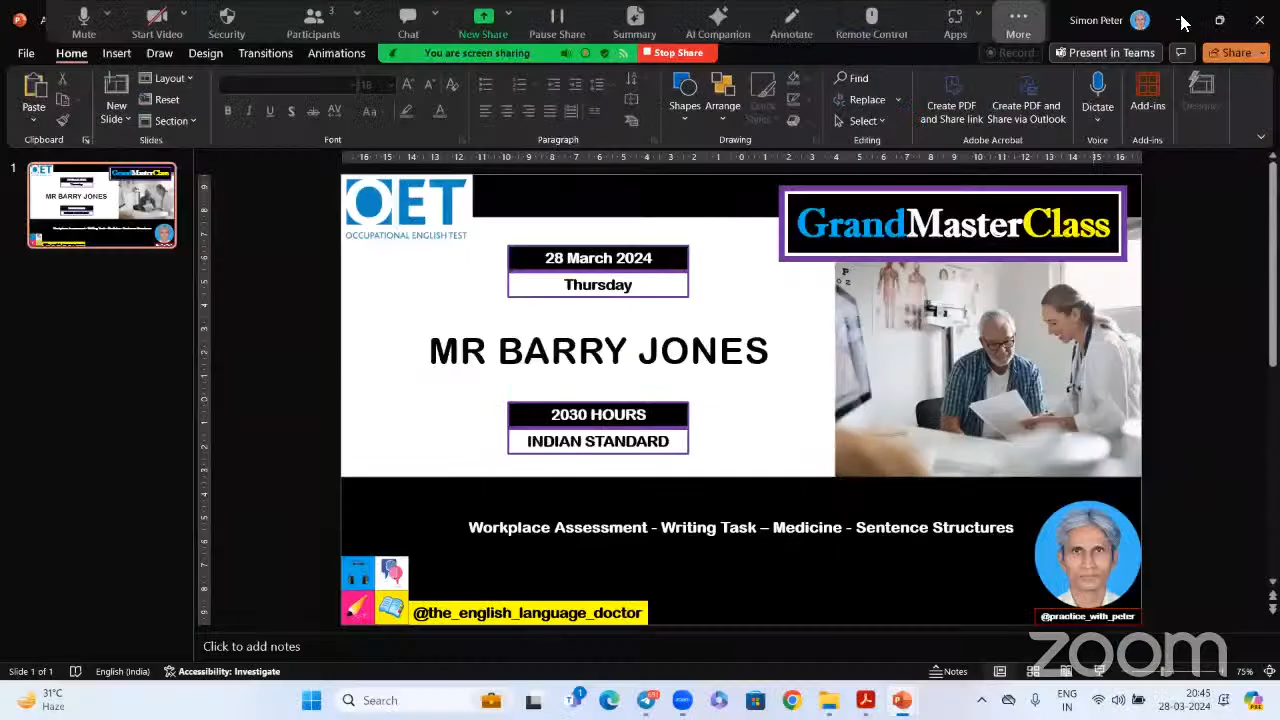 Mute
Start Video
Security
Participants
3
Chat
New Share
Pause Share
Summary
AI Companion
Annotate
Remote Control
Apps
More
Simon Peter
File
Home
Insert
Draw
Design
Transitions
Animations
You are screen sharing
Stop Share
Record
Present in Teams
Share
Paste
New
Slide
Layout
Reset
Section
18
Shapes
Arrange
Quick
Styles
Find
Replace
Select
Create PDF
and Share link
Create PDF and
Share via Outlook
Dictate
Add-ins
Designer
Clipboard
Slides
Font
Paragraph
Drawing
Editing
Adobe Acrobat
Voice
Add-ins
1
OET
OCCUPATIONAL ENGLISH TEST
GrandMasterClass
28 March 2024
Thursday
MR BARRY JONES
2030 HOURS
INDIAN STANDARD
Workplace Assessment - Writing Task – Medicine - Sentence Structures
@the_english_language_doctor
@practice_with_peter
Click to add notes
zoom
Slide 1 of 1
English (India)
Accessibility: Investigate
Notes
75%
31°C
Haze
Search
ENG
IN
20:45
28-03-2024